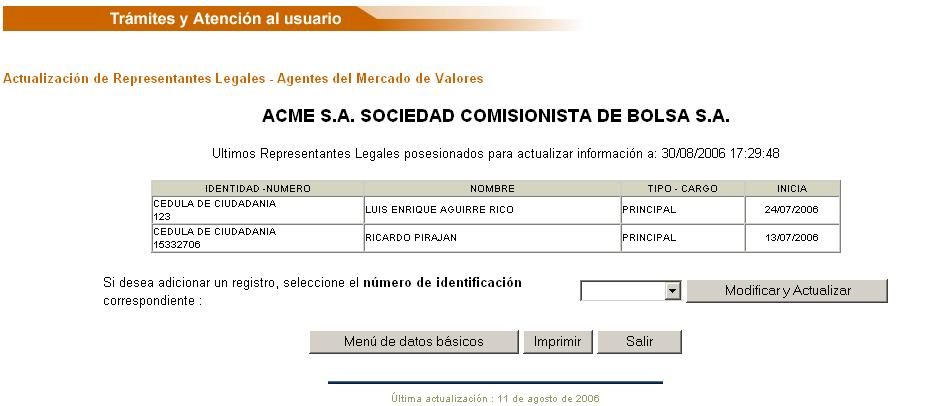 Trámites y Atención al usuario
Actualización de Representantes Legales - Agentes del Mercado de Valores
ACME S.A. SOCIEDAD COMISIONISTA DE BOLSA S.A.
Ultimos Representantes Legales posesionados para actualizar información a: 30/08/2006 17:29:48
IDENTIDAD -NUMERO NOMBRE TIPO - CARGO INICIA
CEDULA DE CIUDADANIA
123 LUIS ENRIQUE AGUIRRE RICO PRINCIPAL 24/07/2006
CEDULA DE CIUDADANIA
15332706 RICARDO PIRAJAN PRINCIPAL 13/07/2006
Si desea adicionar un registro, seleccione el número de identificación
correspondiente :
Modificar y Actualizar
Menú de datos básicos Imprimir Salir
Última actualización : 11 de agosto de 2006